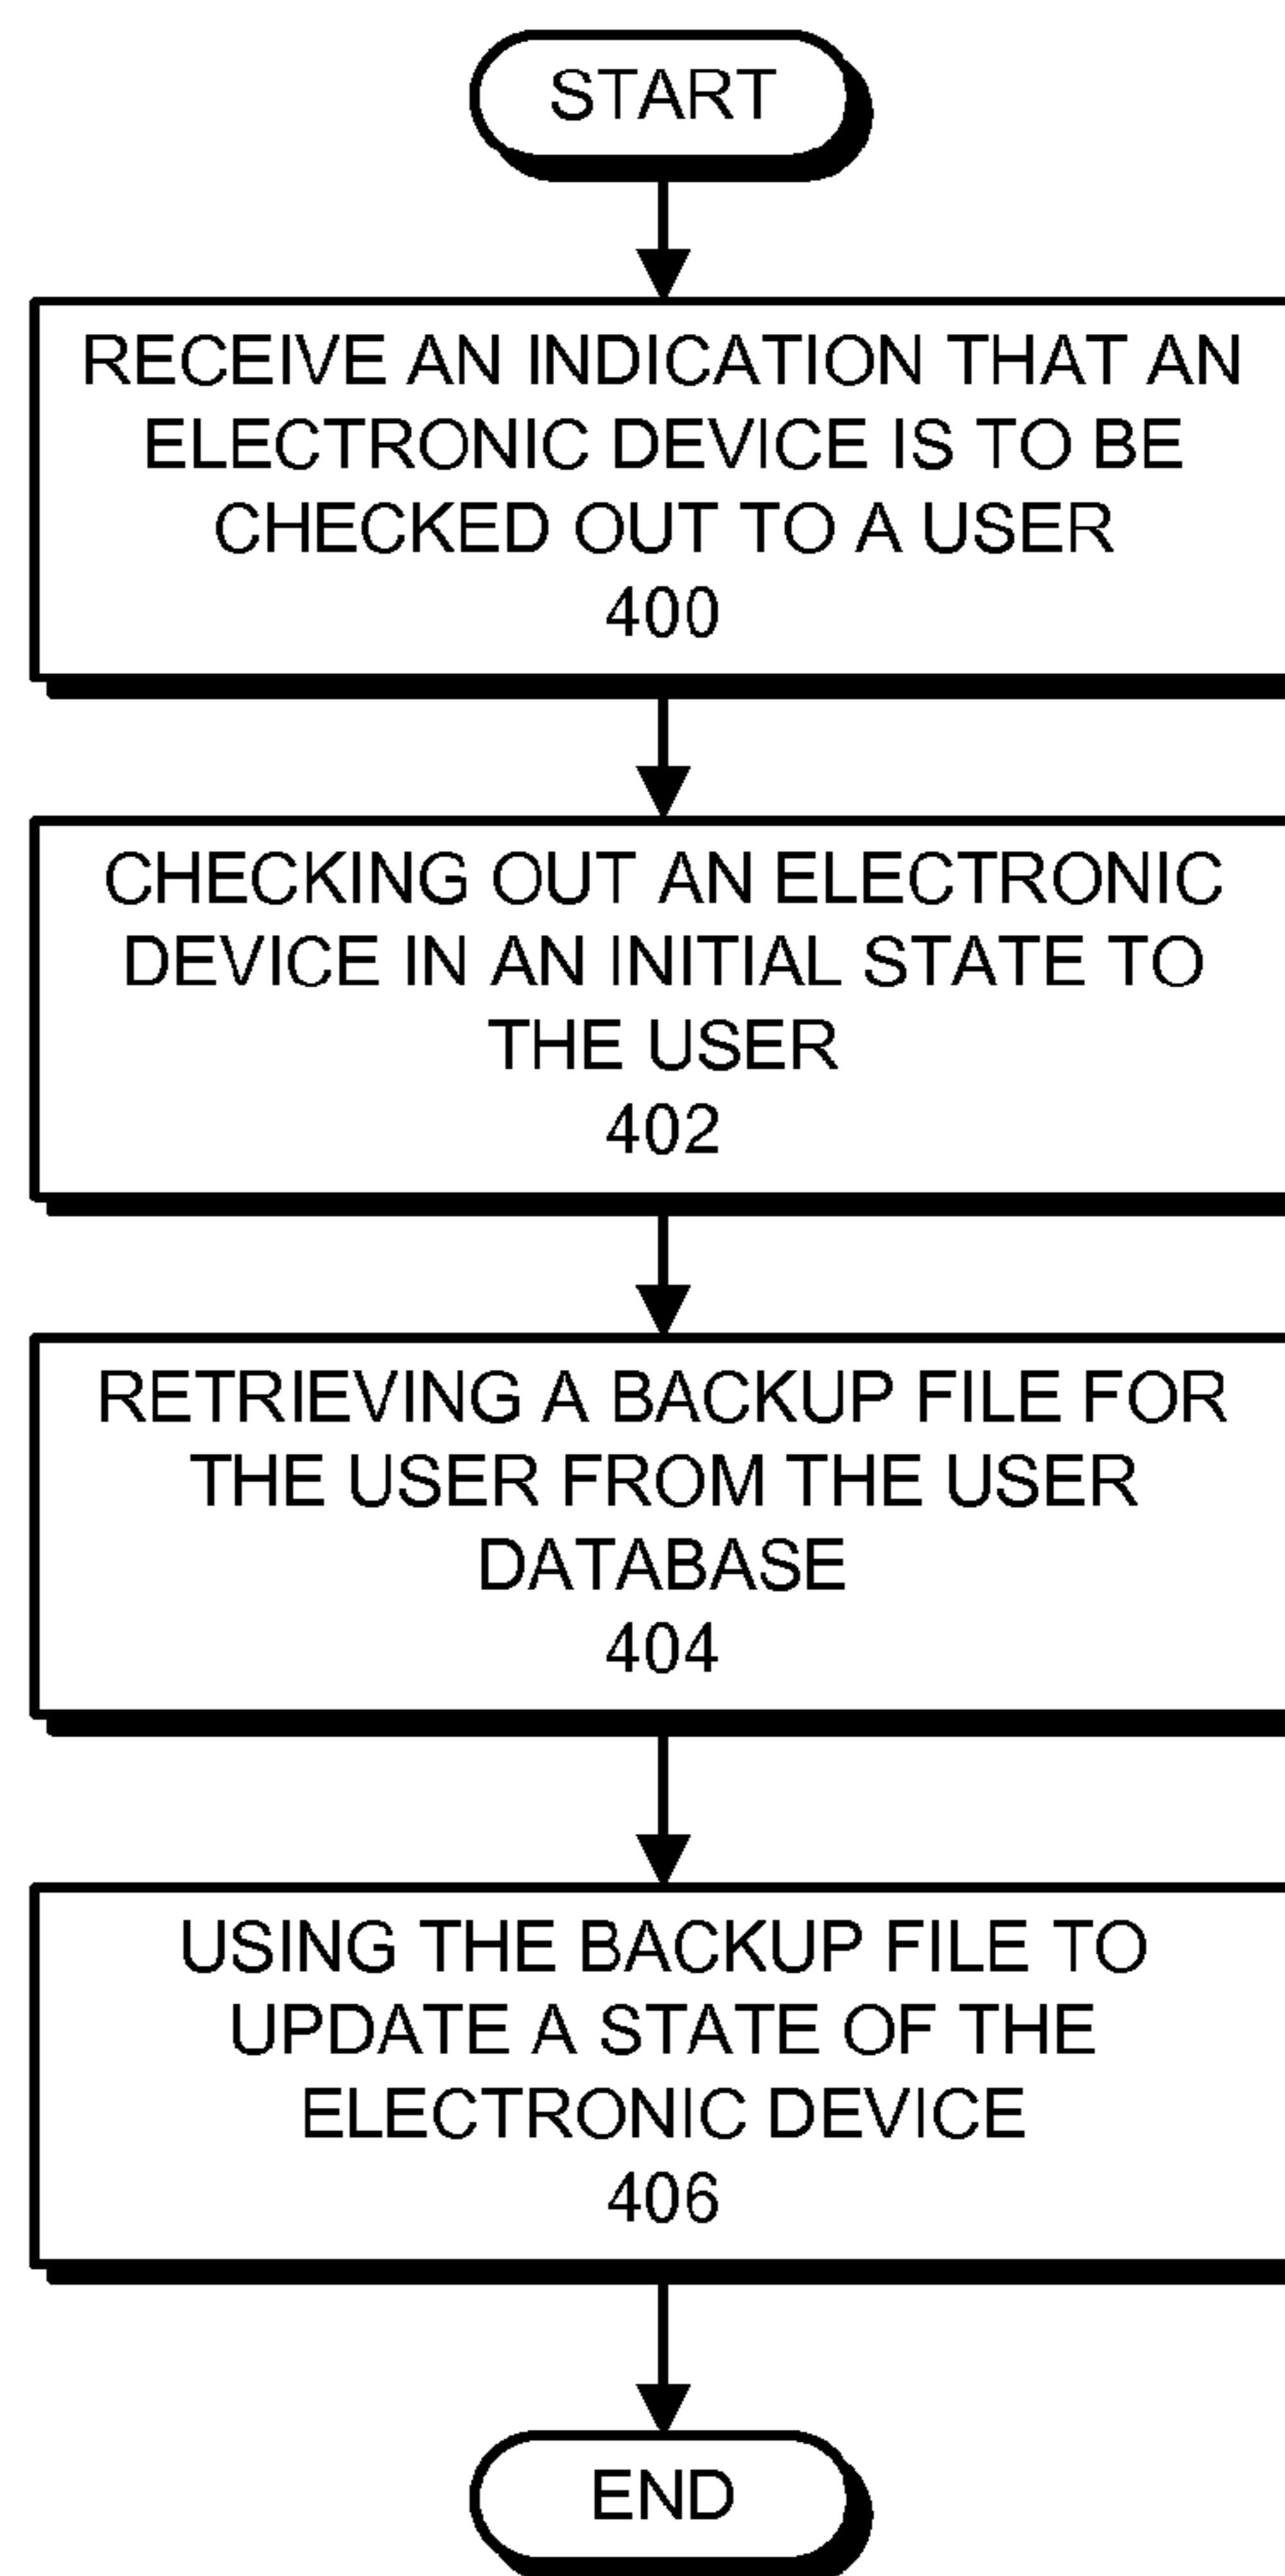 START
RECEIVE AN INDICATION THAT AN
ELECTRONIC DEVICE IS TO BE
CHECKED OUT TO A USER
400
CHECKING OUT AN ELECTRONIC
DEVICE IN AN INITIAL STATE TO
THE USER
402
RETRIEVING A BACKUP FILE FOR
THE USER FROM THE USER
DATABASE
404
USING THE BACKUP FILE TO
UPDATE A STATE OF THE
ELECTRONIC DEVICE
406
END